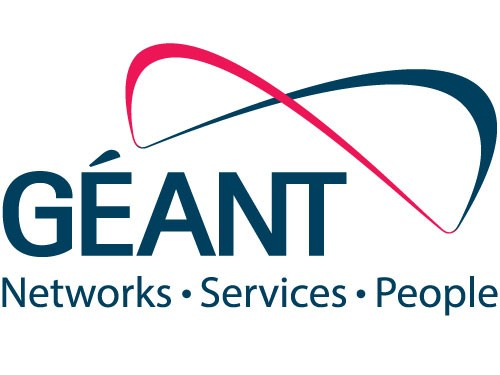 GÉANT
Networks • Services • People